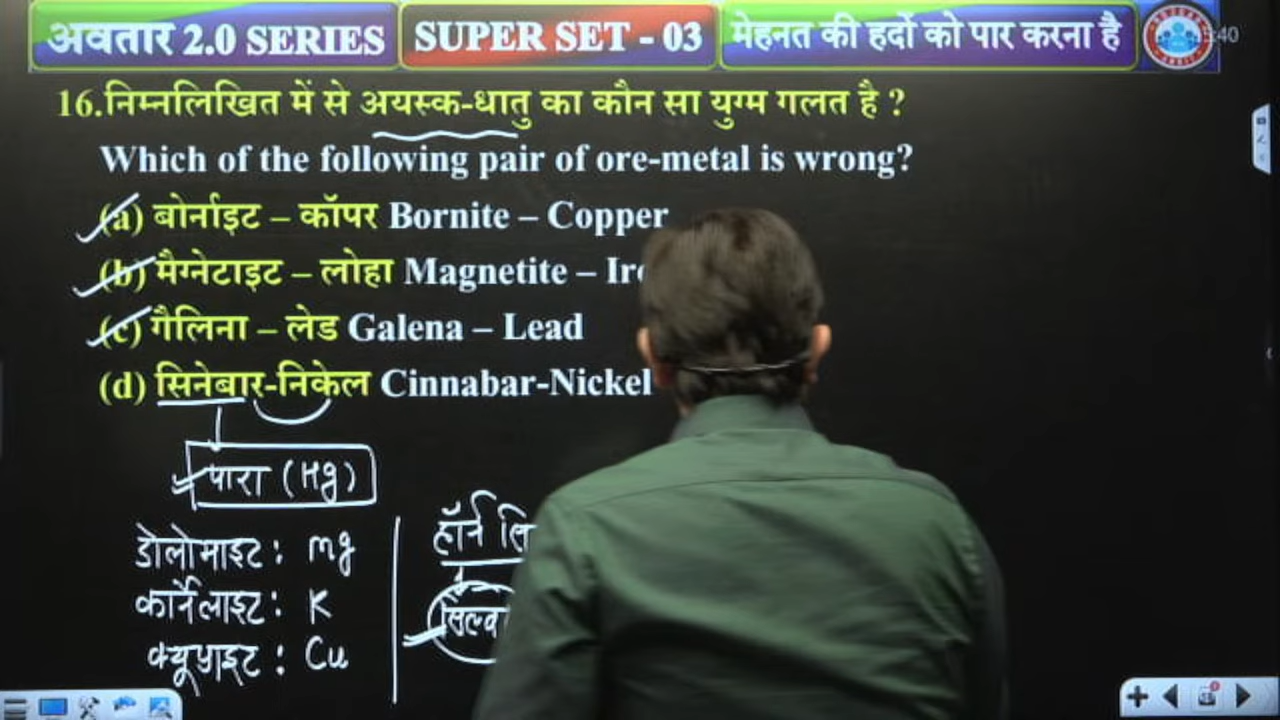 अवतार 2.0 SERIES SUPER SET - 03 मेहनत की हदों को पार करना है
5:40
16.निम्नलिखित में से अयस्क-धातु का कौन सा युग्म गलत है ?
Which of the following pair of ore-metal is wrong?
(a) बोर्नाइट – कॉपर Bornite – Copper
(b) मैग्नेटाइट – लोहा Magnetite –
(c) गैलिना – लेड Galena – Lead
(d) सिनेबार-निकेल Cinnabar-Nickel
पारा (Hg)
डोलोमाइट : mg
कार्नेलाइट : K
क्यूप्राइट : Cu
हॉर्न